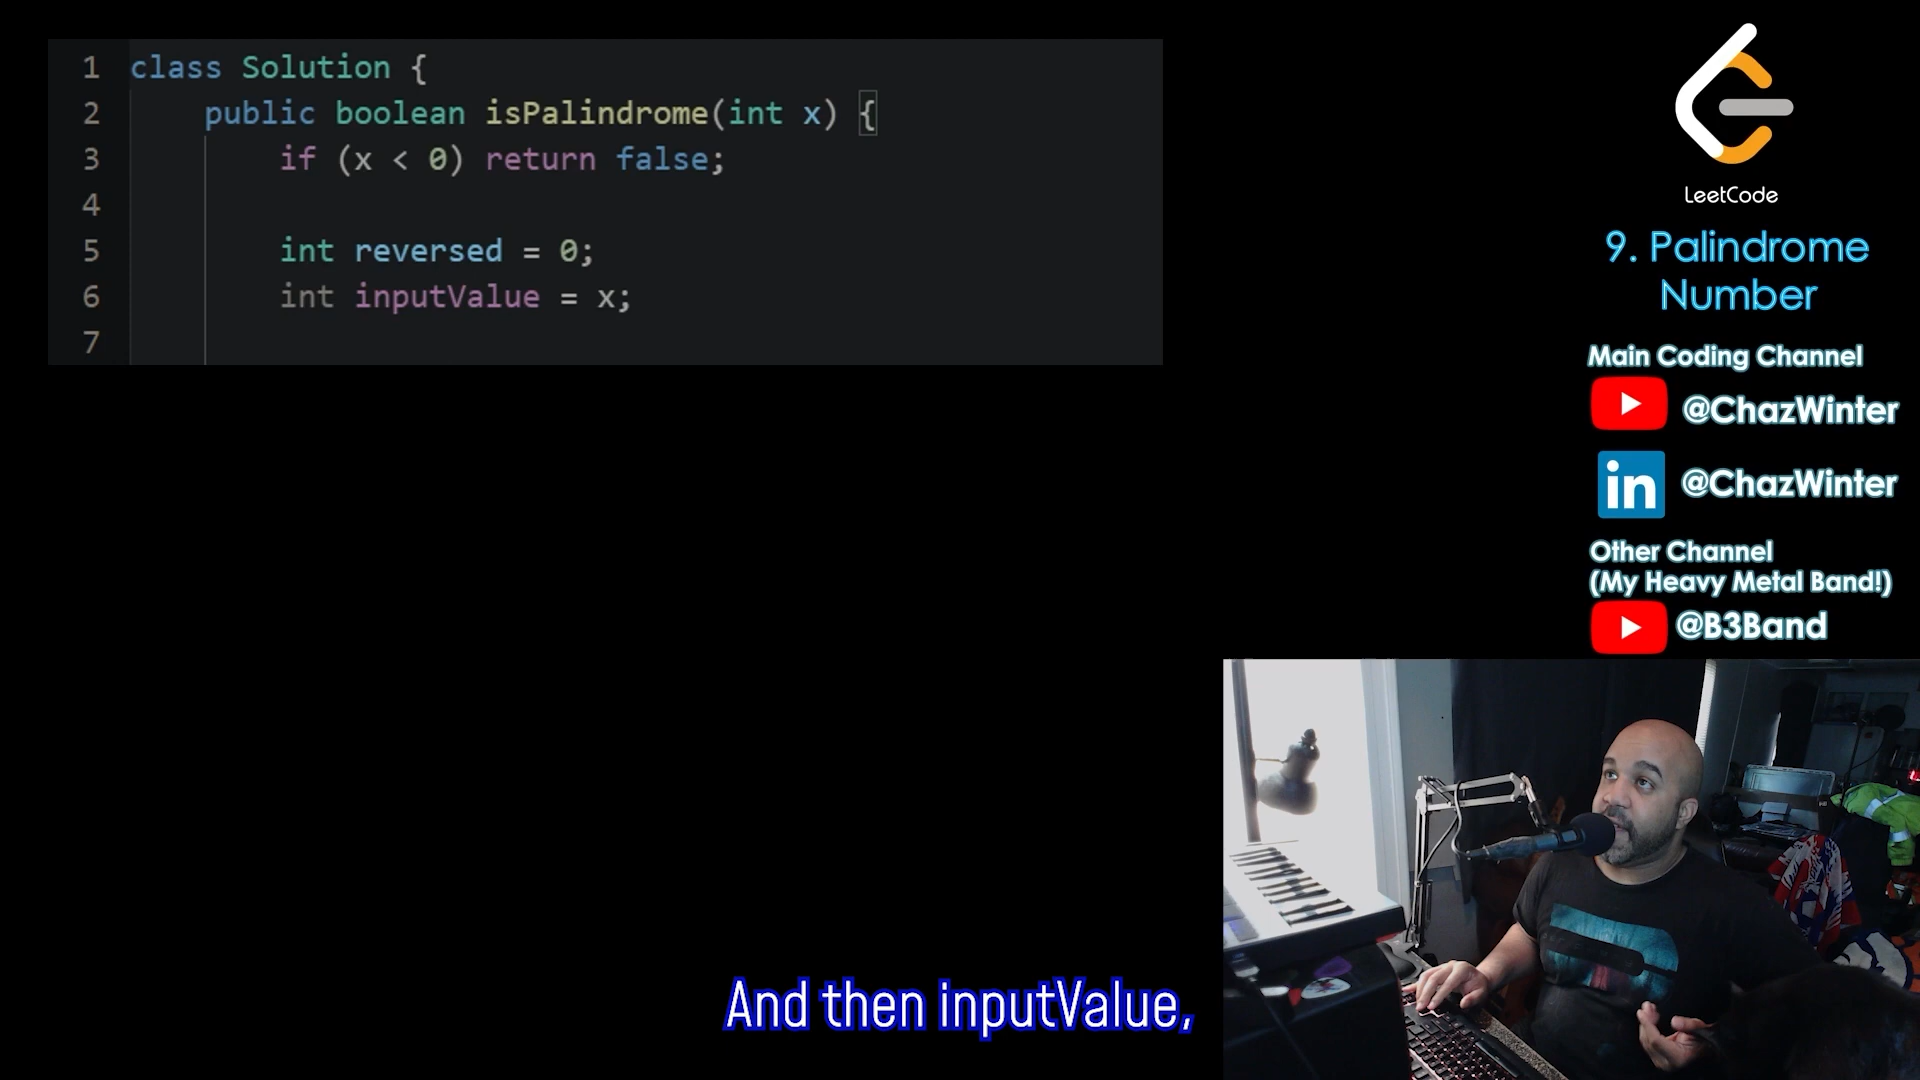 1 class Solution {
2 public boolean isPalindrome(int x) {
3 if (x < 0) return false;
4
5 int reversed = 0;
6 int inputValue = x;
7
LeetCode
9. Palindrome
Number
Main Coding Channel
@ChazWinter
in @ChazWinter
Other Channel
(My Heavy Metal Band!)
@B3Band
And then inputValue,